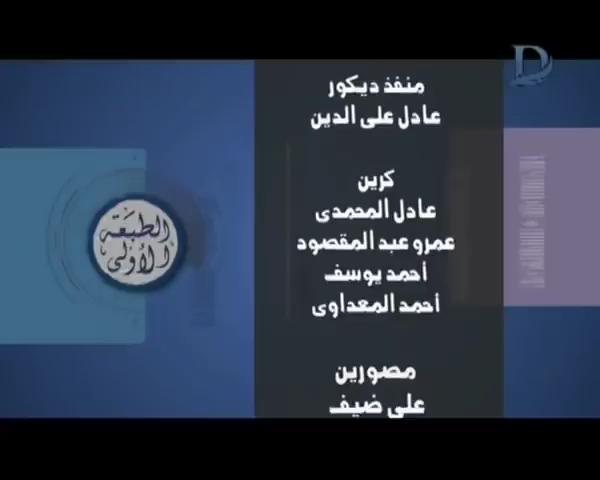 منفذ ديكور
عادل على الدين
كرين
عادل المحمدى
عمرو عبد المقصود
أحمد يوسف
أحمد المعداوى
مصورين
على ضيف
الطبعة
الأولى
D